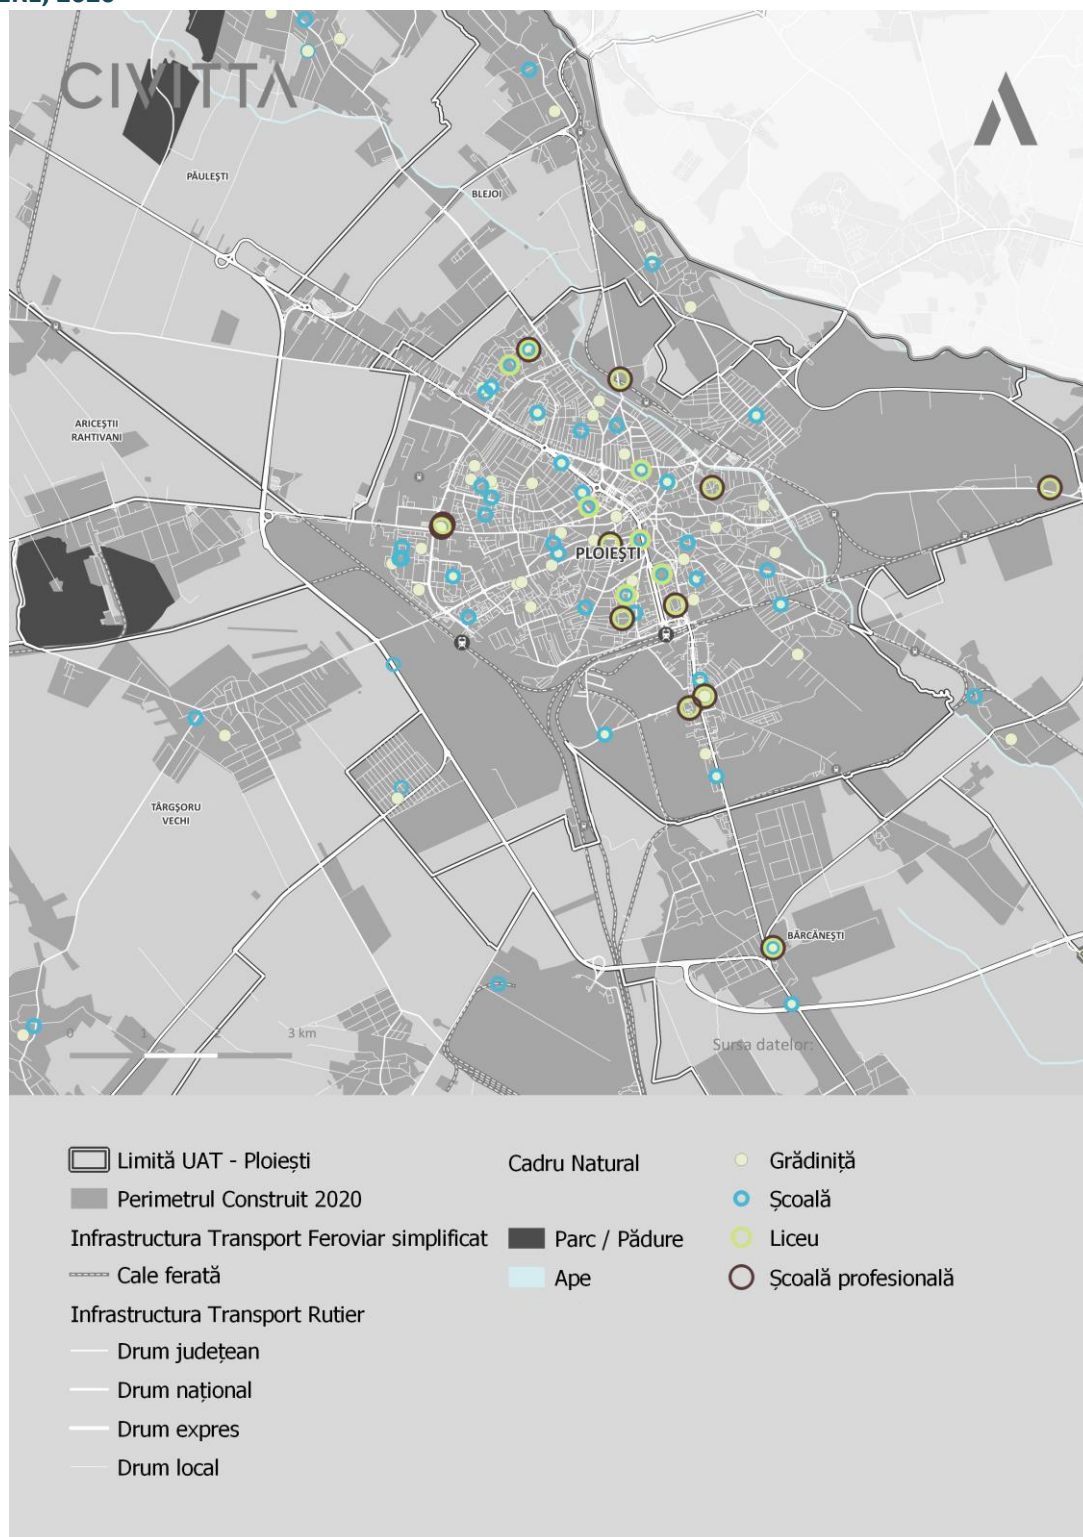 CIVITTA
PĂULEȘTI
BLEJOI
ARICEȘTII
RAHTIVANI
PLOIEȘTI
TÂRGȘORU
VECHI
BĂRCĂNEȘTI
0 1 2 3 km
Sursa datelor:
Limită UAT - Ploiești
Perimetrul Construit 2020
Infrastructura Transport Feroviar simplificat
Cale ferată
Infrastructura Transport Rutier
Drum județean
Drum național
Drum expres
Drum local
Cadru Natural
Parc / Pădure
Ape
Grădiniță
Școală
Liceu
Școală profesională